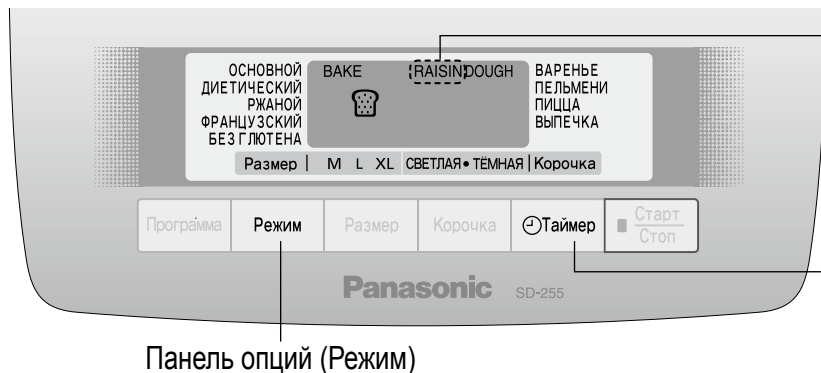 ОСНОВНОЙ
ДИЕТИЧЕСКИЙ
РЖАНОЙ
ФРАНЦУЗСКИЙ
БЕЗ ГЛЮТЕНА
BAKE RAISIN DOUGH
ВАРЕНЬЕ
ПЕЛЬМЕНИ
ПИЦЦА
ВЫПЕЧКА
Размер | M L XL СВЕТЛАЯ • ТЁМНАЯ | Корочка
Программа Режим Размер Корочка Таймер Старт
Стоп
Panasonic SD-255
Панель опций (Режим)